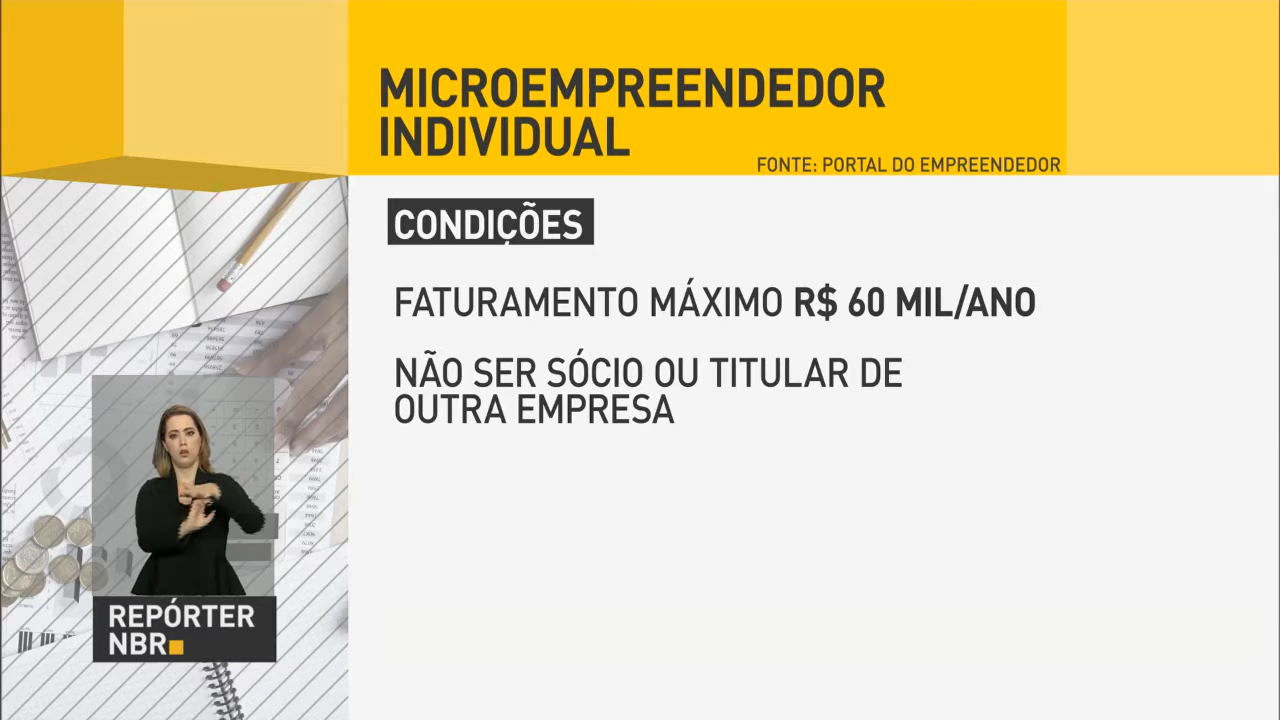 MICROEMPREENDEDOR
INDIVIDUAL
FONTE: PORTAL DO EMPREENDEDOR
CONDIÇÕES
FATURAMENTO MÁXIMO R$ 60 MIL/ANO
NÃO SER SÓCIO OU TITULAR DE
OUTRA EMPRESA
REPÓRTER
NBR